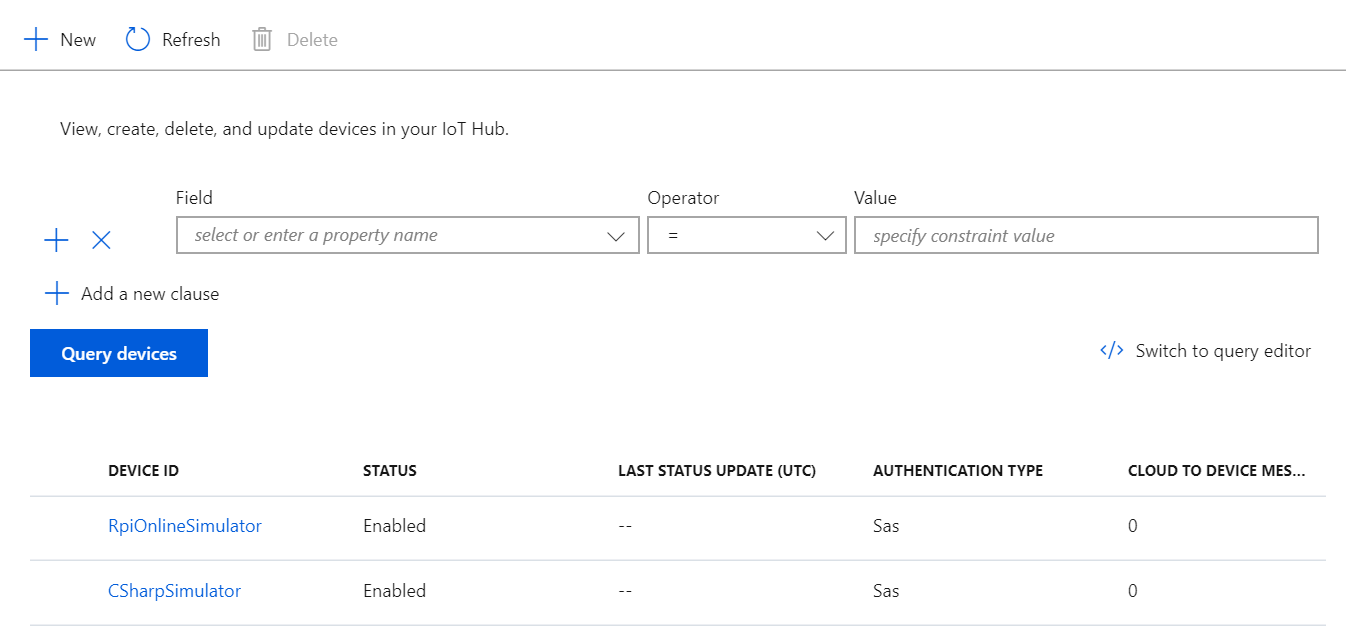 New Refresh Delete
View, create, delete, and update devices in your IoT Hub.
Field Operator Value
select or enter a property name = specify constraint value
Add a new clause
Query devices </> Switch to query editor
DEVICE ID STATUS LAST STATUS UPDATE (UTC) AUTHENTICATION TYPE CLOUD TO DEVICE MES...
RpiOnlineSimulator Enabled -- Sas 0
CSharpSimulator Enabled -- Sas 0